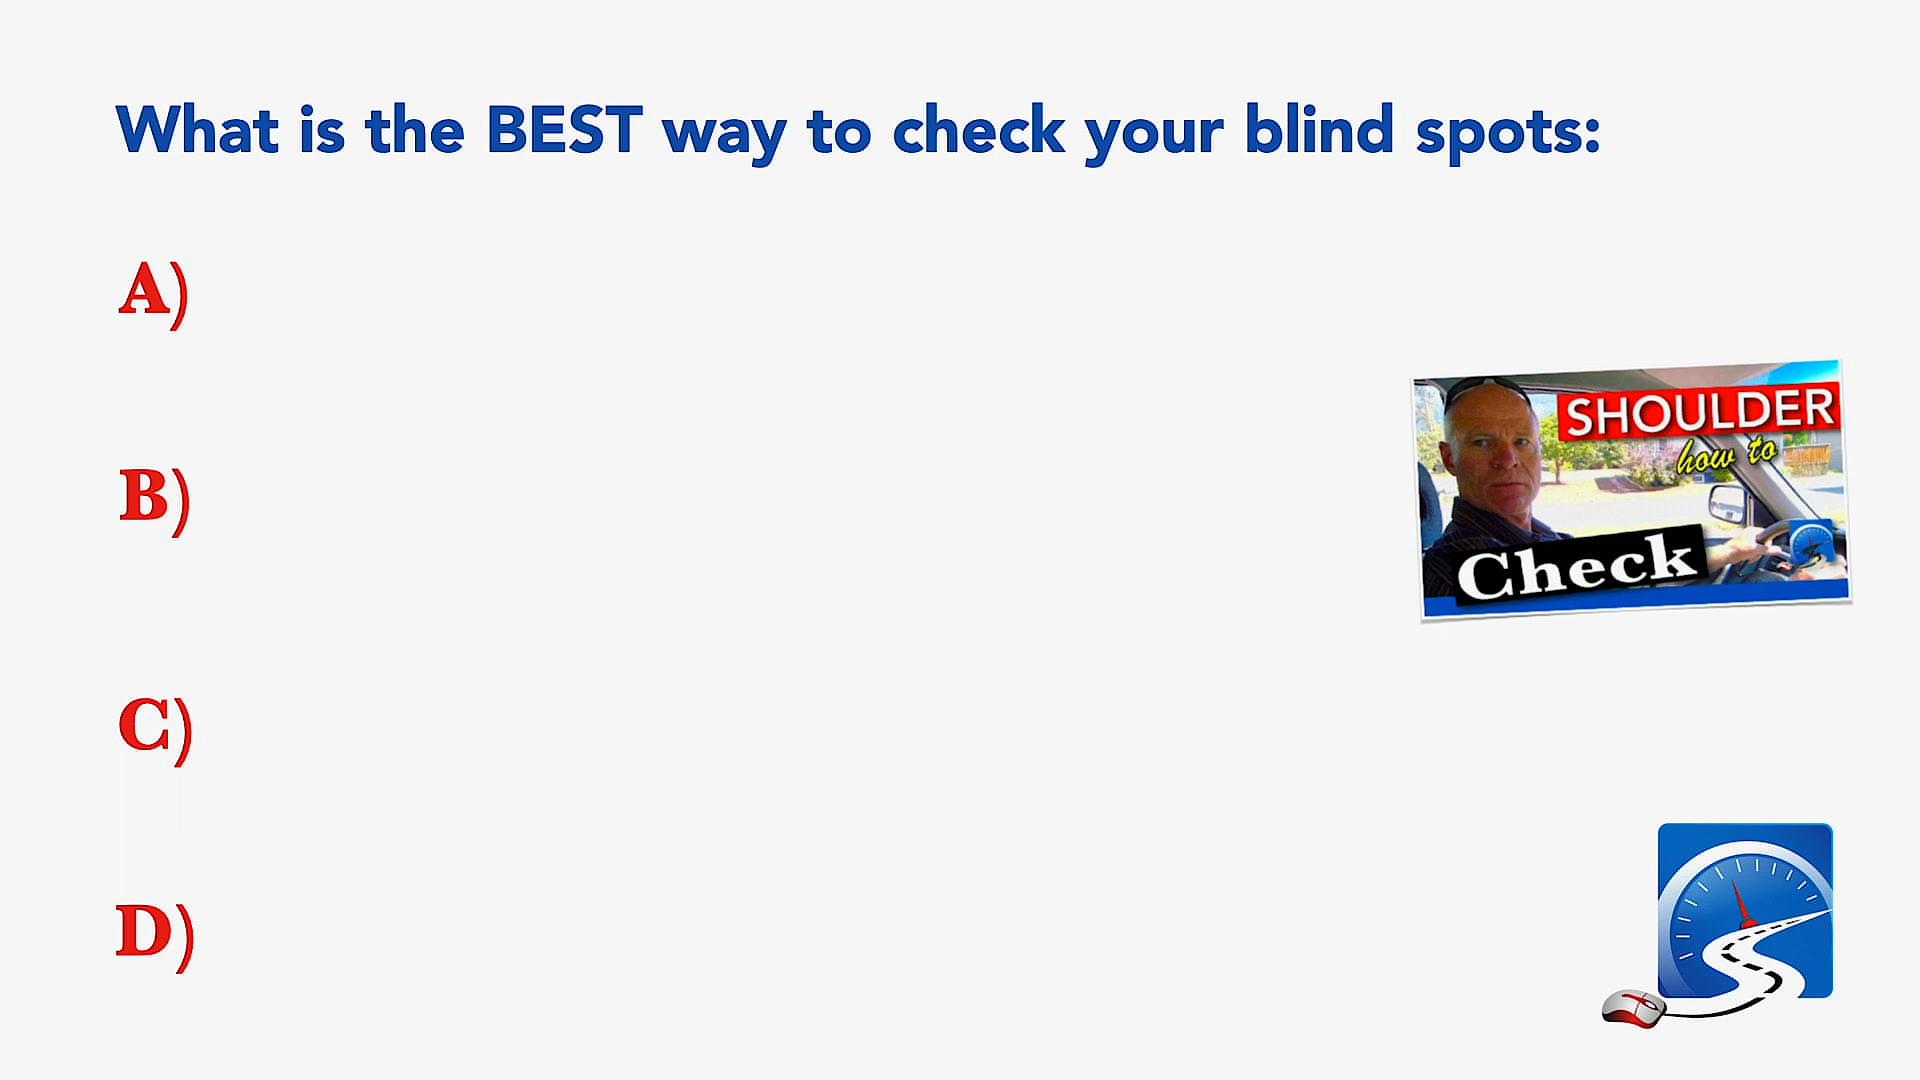 What is the BEST way to check your blind spots:
A)
B)
SHOULDER
how to
Check
C)
D)